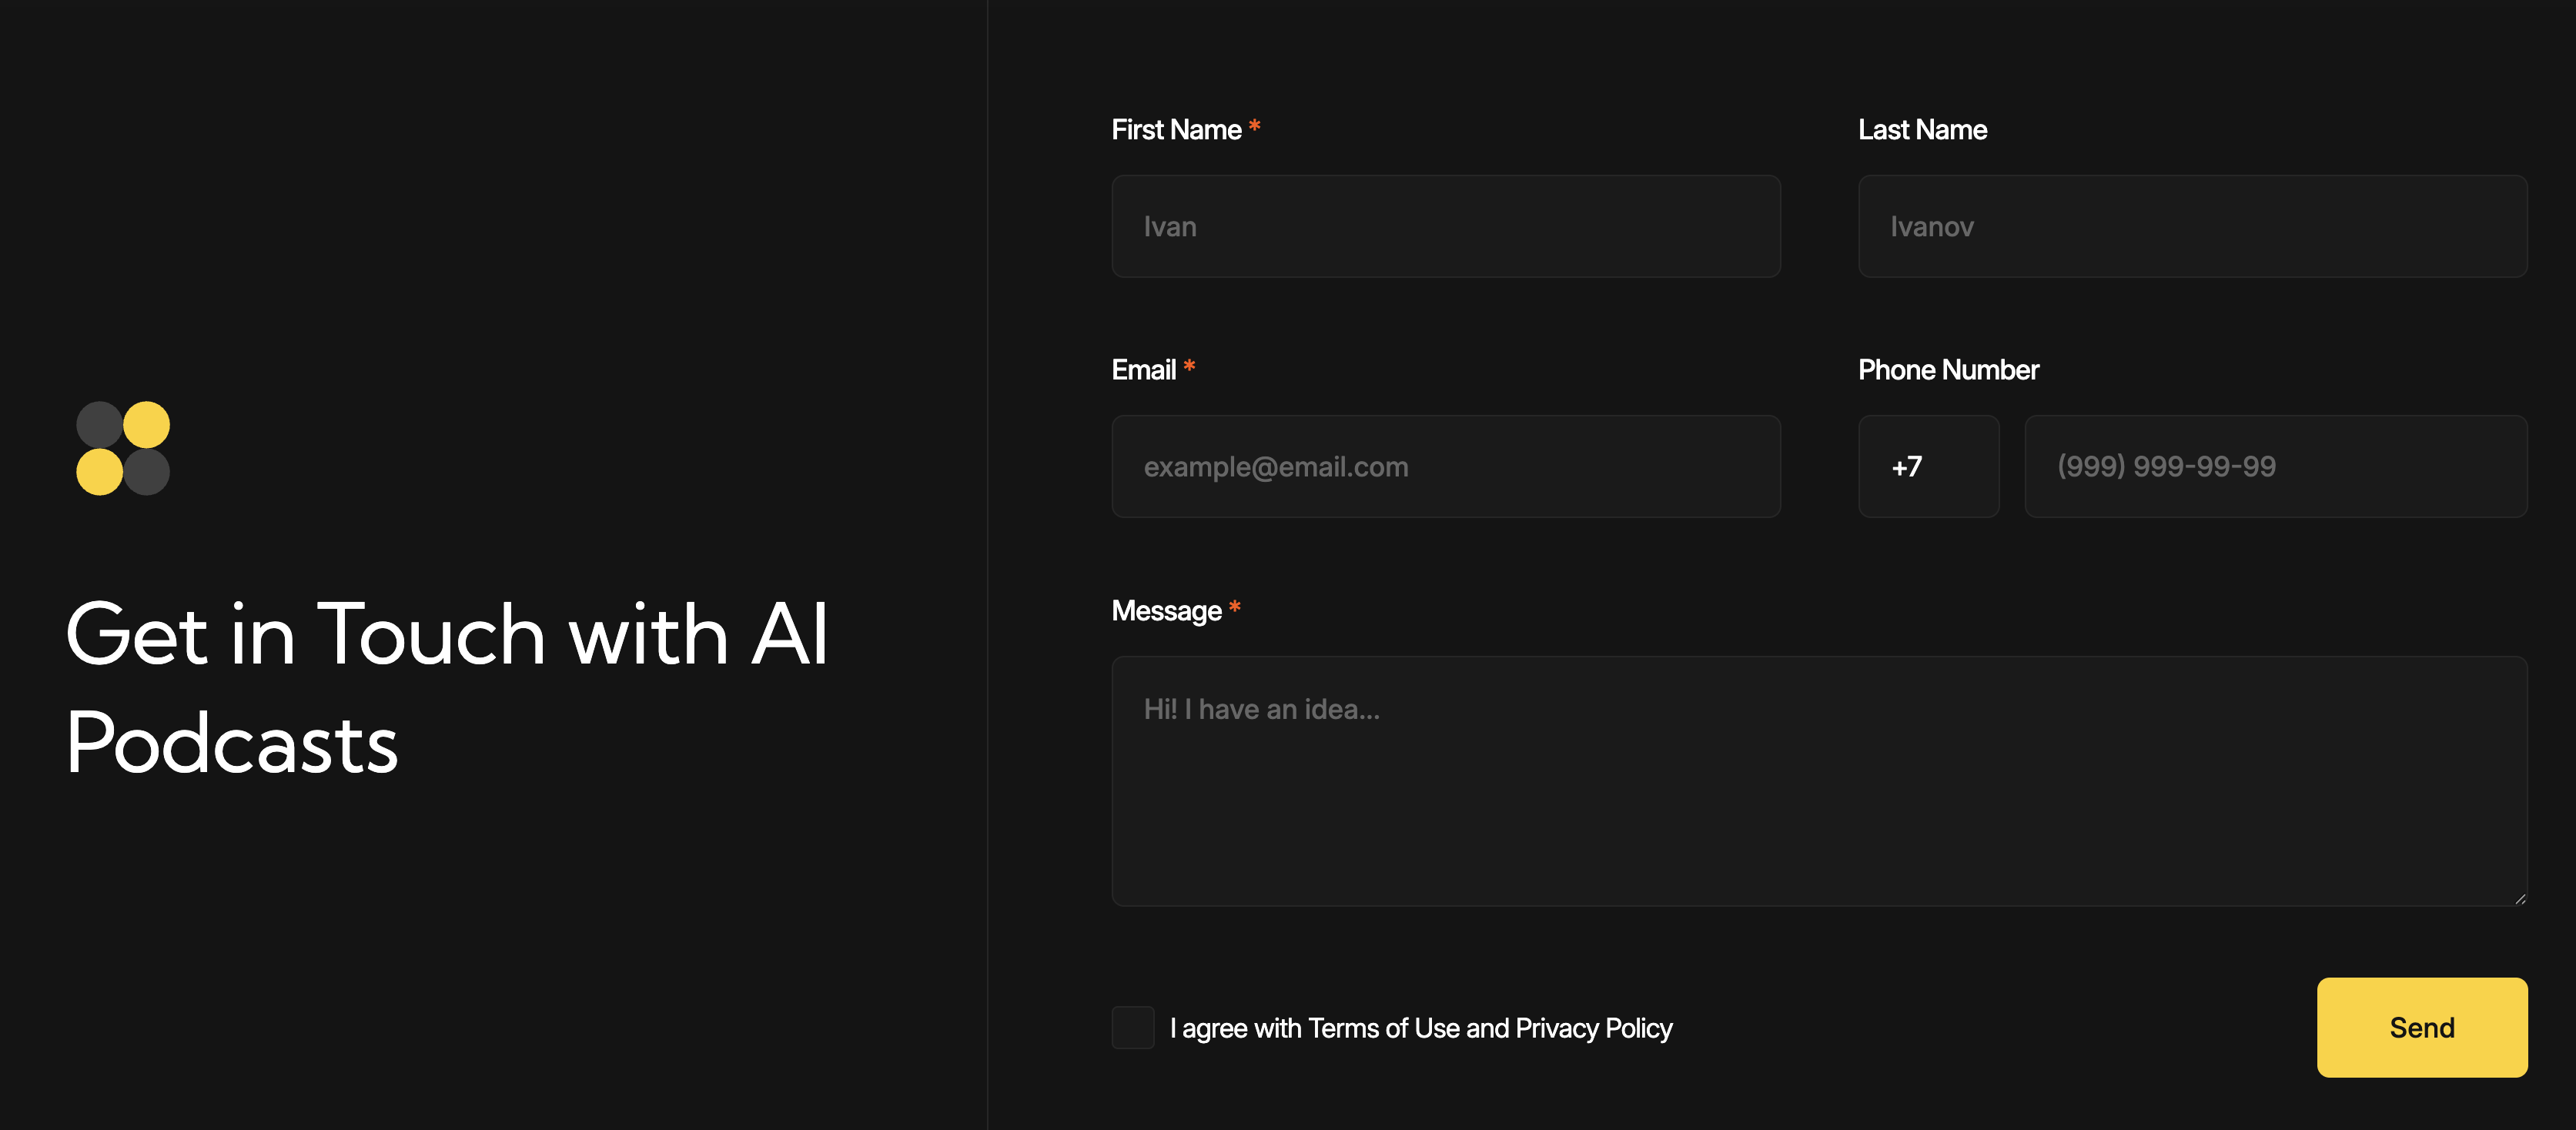 Get in Touch with AI
Podcasts
First Name *
Last Name
Ivan
Ivanov
Email *
Phone Number
example@email.com
+7
(999) 999-99-99
Message *
Hi! I have an idea...
I agree with Terms of Use and Privacy Policy
Send